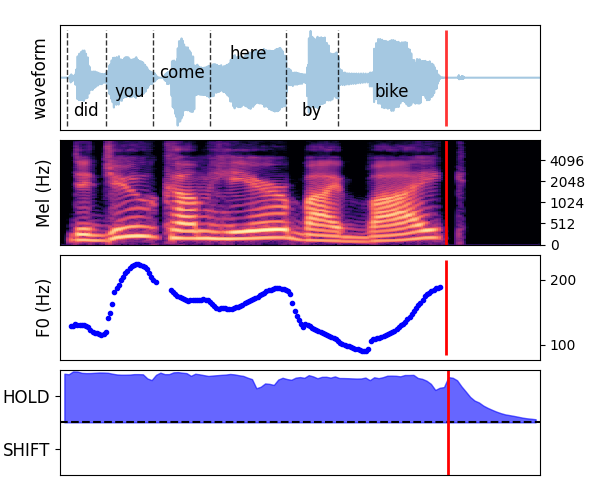 waveform
did
you
come
here
by
bike
Mel (Hz)
4096
2048
1024
512
0
F0 (Hz)
200
100
HOLD
SHIFT